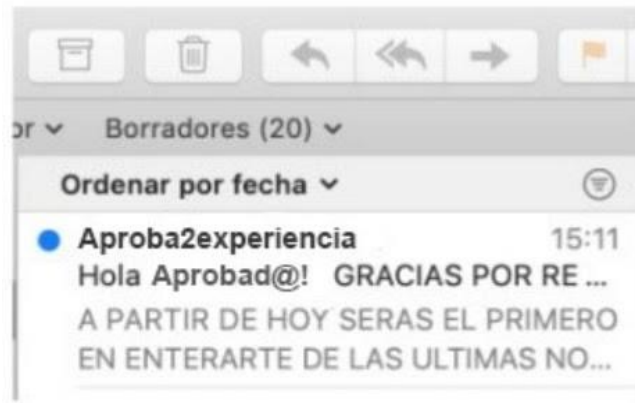 or
Borradores (20)
Ordenar por fecha
Aproba2experiencia 15:11
Hola Aprobad@! GRACIAS POR RE ...
A PARTIR DE HOY SERAS EL PRIMERO
EN ENTERARTE DE LAS ULTIMAS NO...